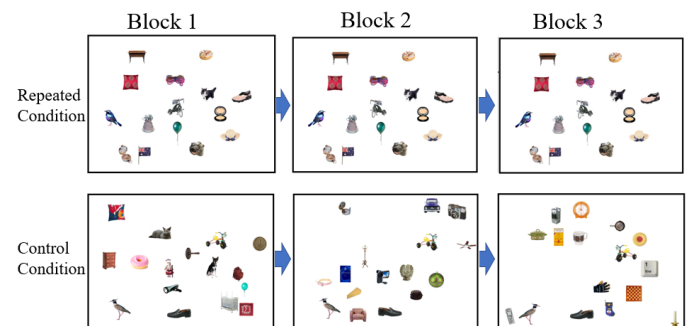 Block 1
Block 2
Block 3
Repeated
Condition
Control
Condition